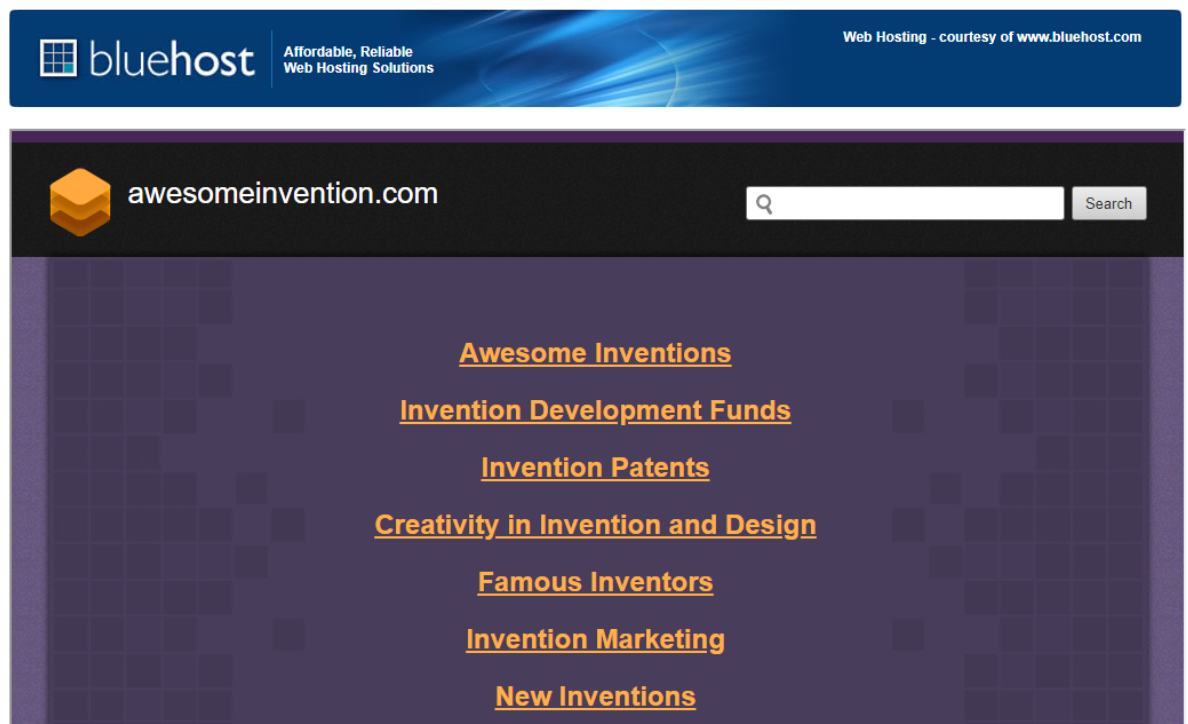 bluehost
Affordable, Reliable
Web Hosting Solutions
Web Hosting - courtesy of www.bluehost.com
awesomeinvention.com
Search
Awesome Inventions
Invention Development Funds
Invention Patents
Creativity in Invention and Design
Famous Inventors
Invention Marketing
New Inventions